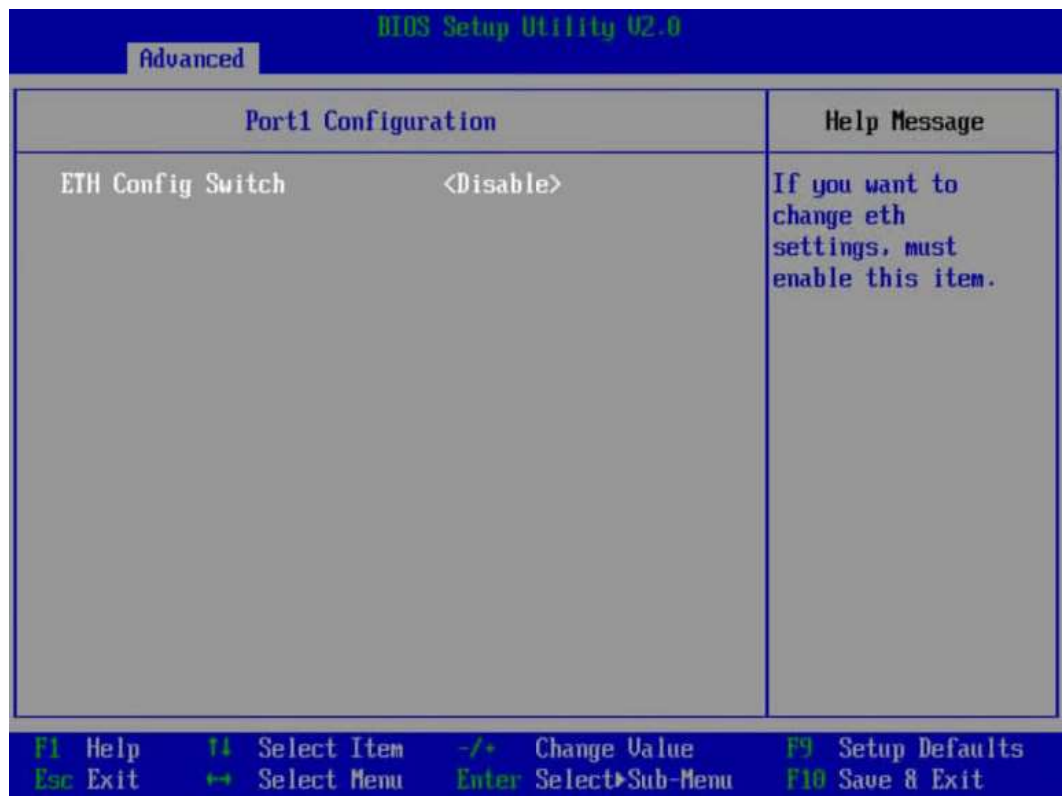 BIOS Setup Utility V2.0
Advanced
Port1 Configuration
Help Message
ETH Config Switch <Disable>
If you want to
change eth
settings, must
enable this item.
F1 Help ↑↓ Select Item -/+ Change Value F9 Setup Defaults
Esc Exit ↔ Select Menu Enter Select▶Sub-Menu F10 Save & Exit